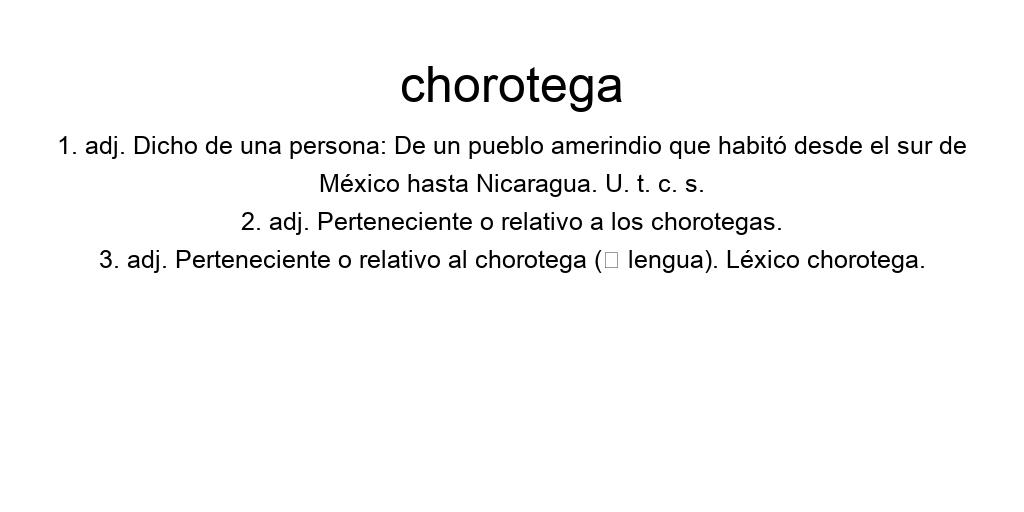 chorotega
1. adj. Dicho de una persona: De un pueblo amerindio que habitó desde el sur de
México hasta Nicaragua. U. t. c. s.
2. adj. Perteneciente o relativo a los chorotegas.
3. adj. Perteneciente o relativo al chorotega (□ lengua). Léxico chorotega.